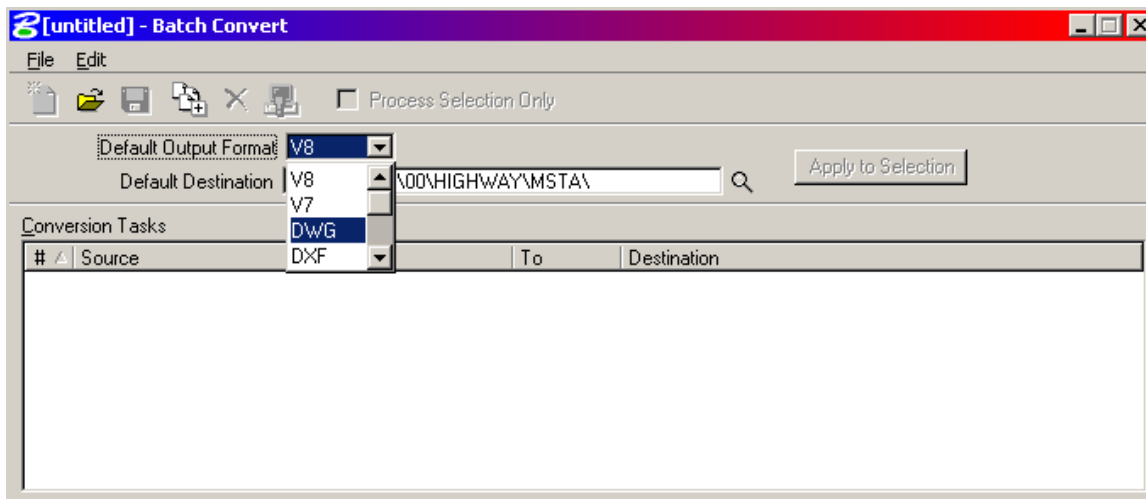 [untitled] - Batch Convert
File Edit
Process Selection Only
Default Output Format V8
Apply to Selection
Default Destination \00\HIGHWAY\MSTA\
V8
V7
DWG
DXF
Conversion Tasks
# Source To Destination